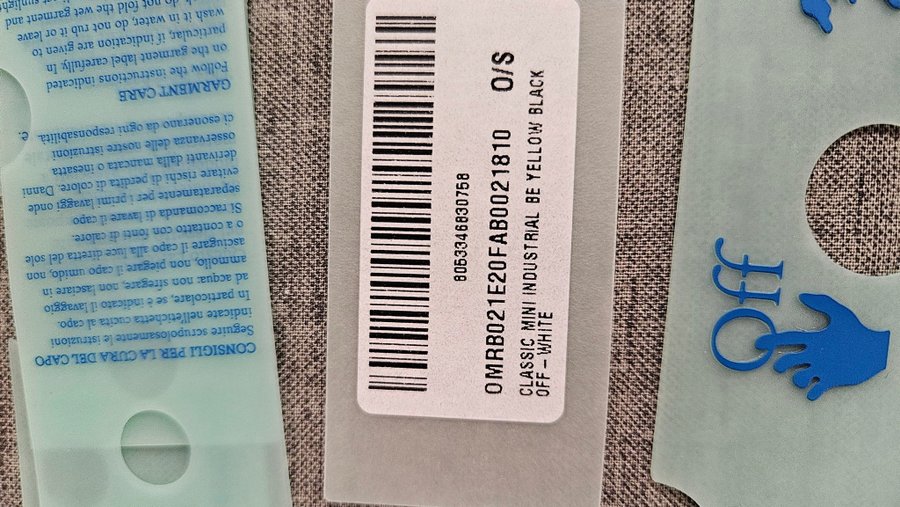 CONSIGLI PER LA CURA DEL CAPO
Seguire scrupolosamente le istruzioni
indicate nell'etichetta cucita al capo.
In particolare, se è indicato il lavaggio
ad acqua: non sfregare, non lasciare in
ammollo, non piegare il capo umido, non
asciugare il capo alla luce diretta del sole
o a contatto con fonti di calore.
Si raccomanda di lavare il capo
separatamente per i primi lavaggi onde
evitare rischi di perdita di colore. Danni
derivanti dalla mancata o inesatta
osservanza delle nostre istruzioni
ci esonerano da ogni responsabilità.
GARMENT CARE
Follow the instructions indicated
on the garment label carefully. In
particular, if indication are given to
wash it in water, do not rub it or leave
do not fold wet garment and
8053346830758
OMRB021E20FAB0021810 O/S
CLASSIC MINI INDUSTRIAL BE YELLOW BLACK
OFF-WHITE
Off